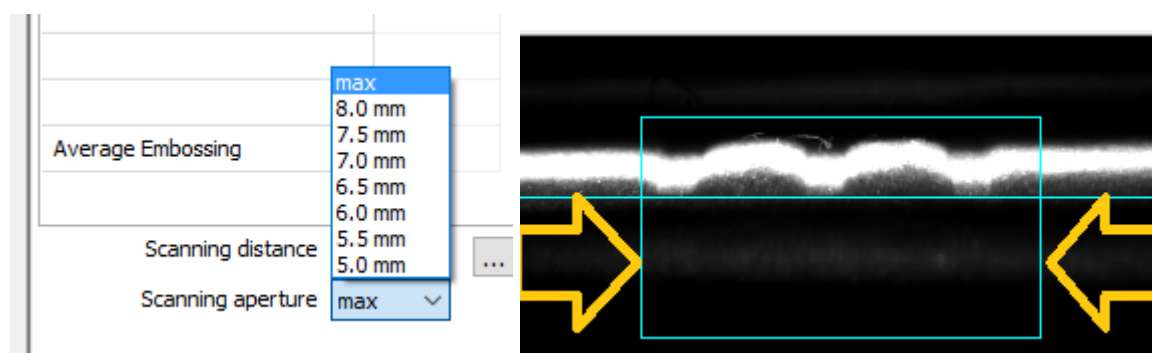 max
8.0 mm
7.5 mm
7.0 mm
Average Embossing
6.5 mm
6.0 mm
5.5 mm
Scanning distance
5.0 mm
...
Scanning aperture max